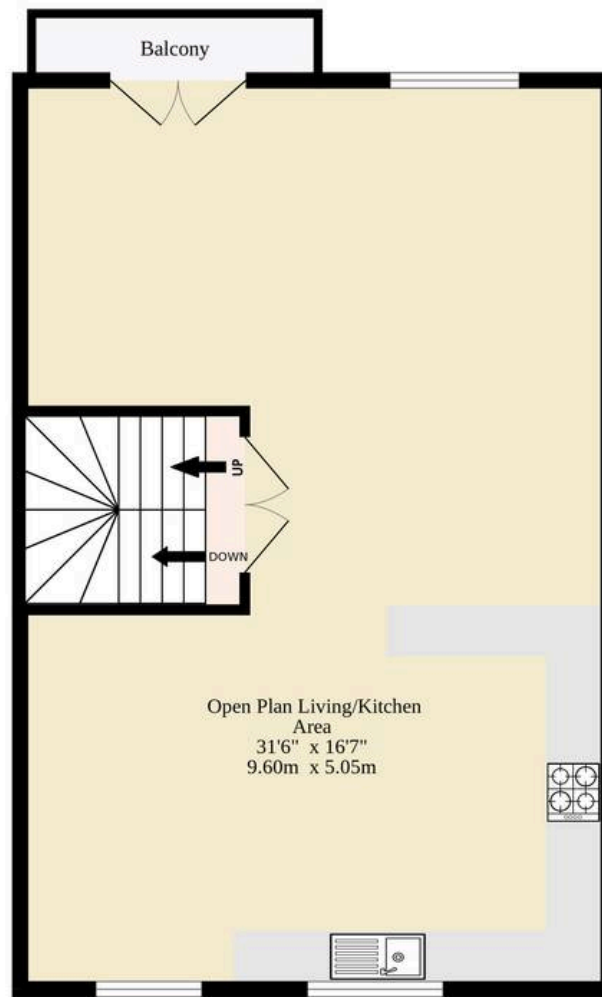 Balcony
UP
DOWN
Open Plan Living/Kitchen
Area
31'6" x 16'7"
9.60m x 5.05m